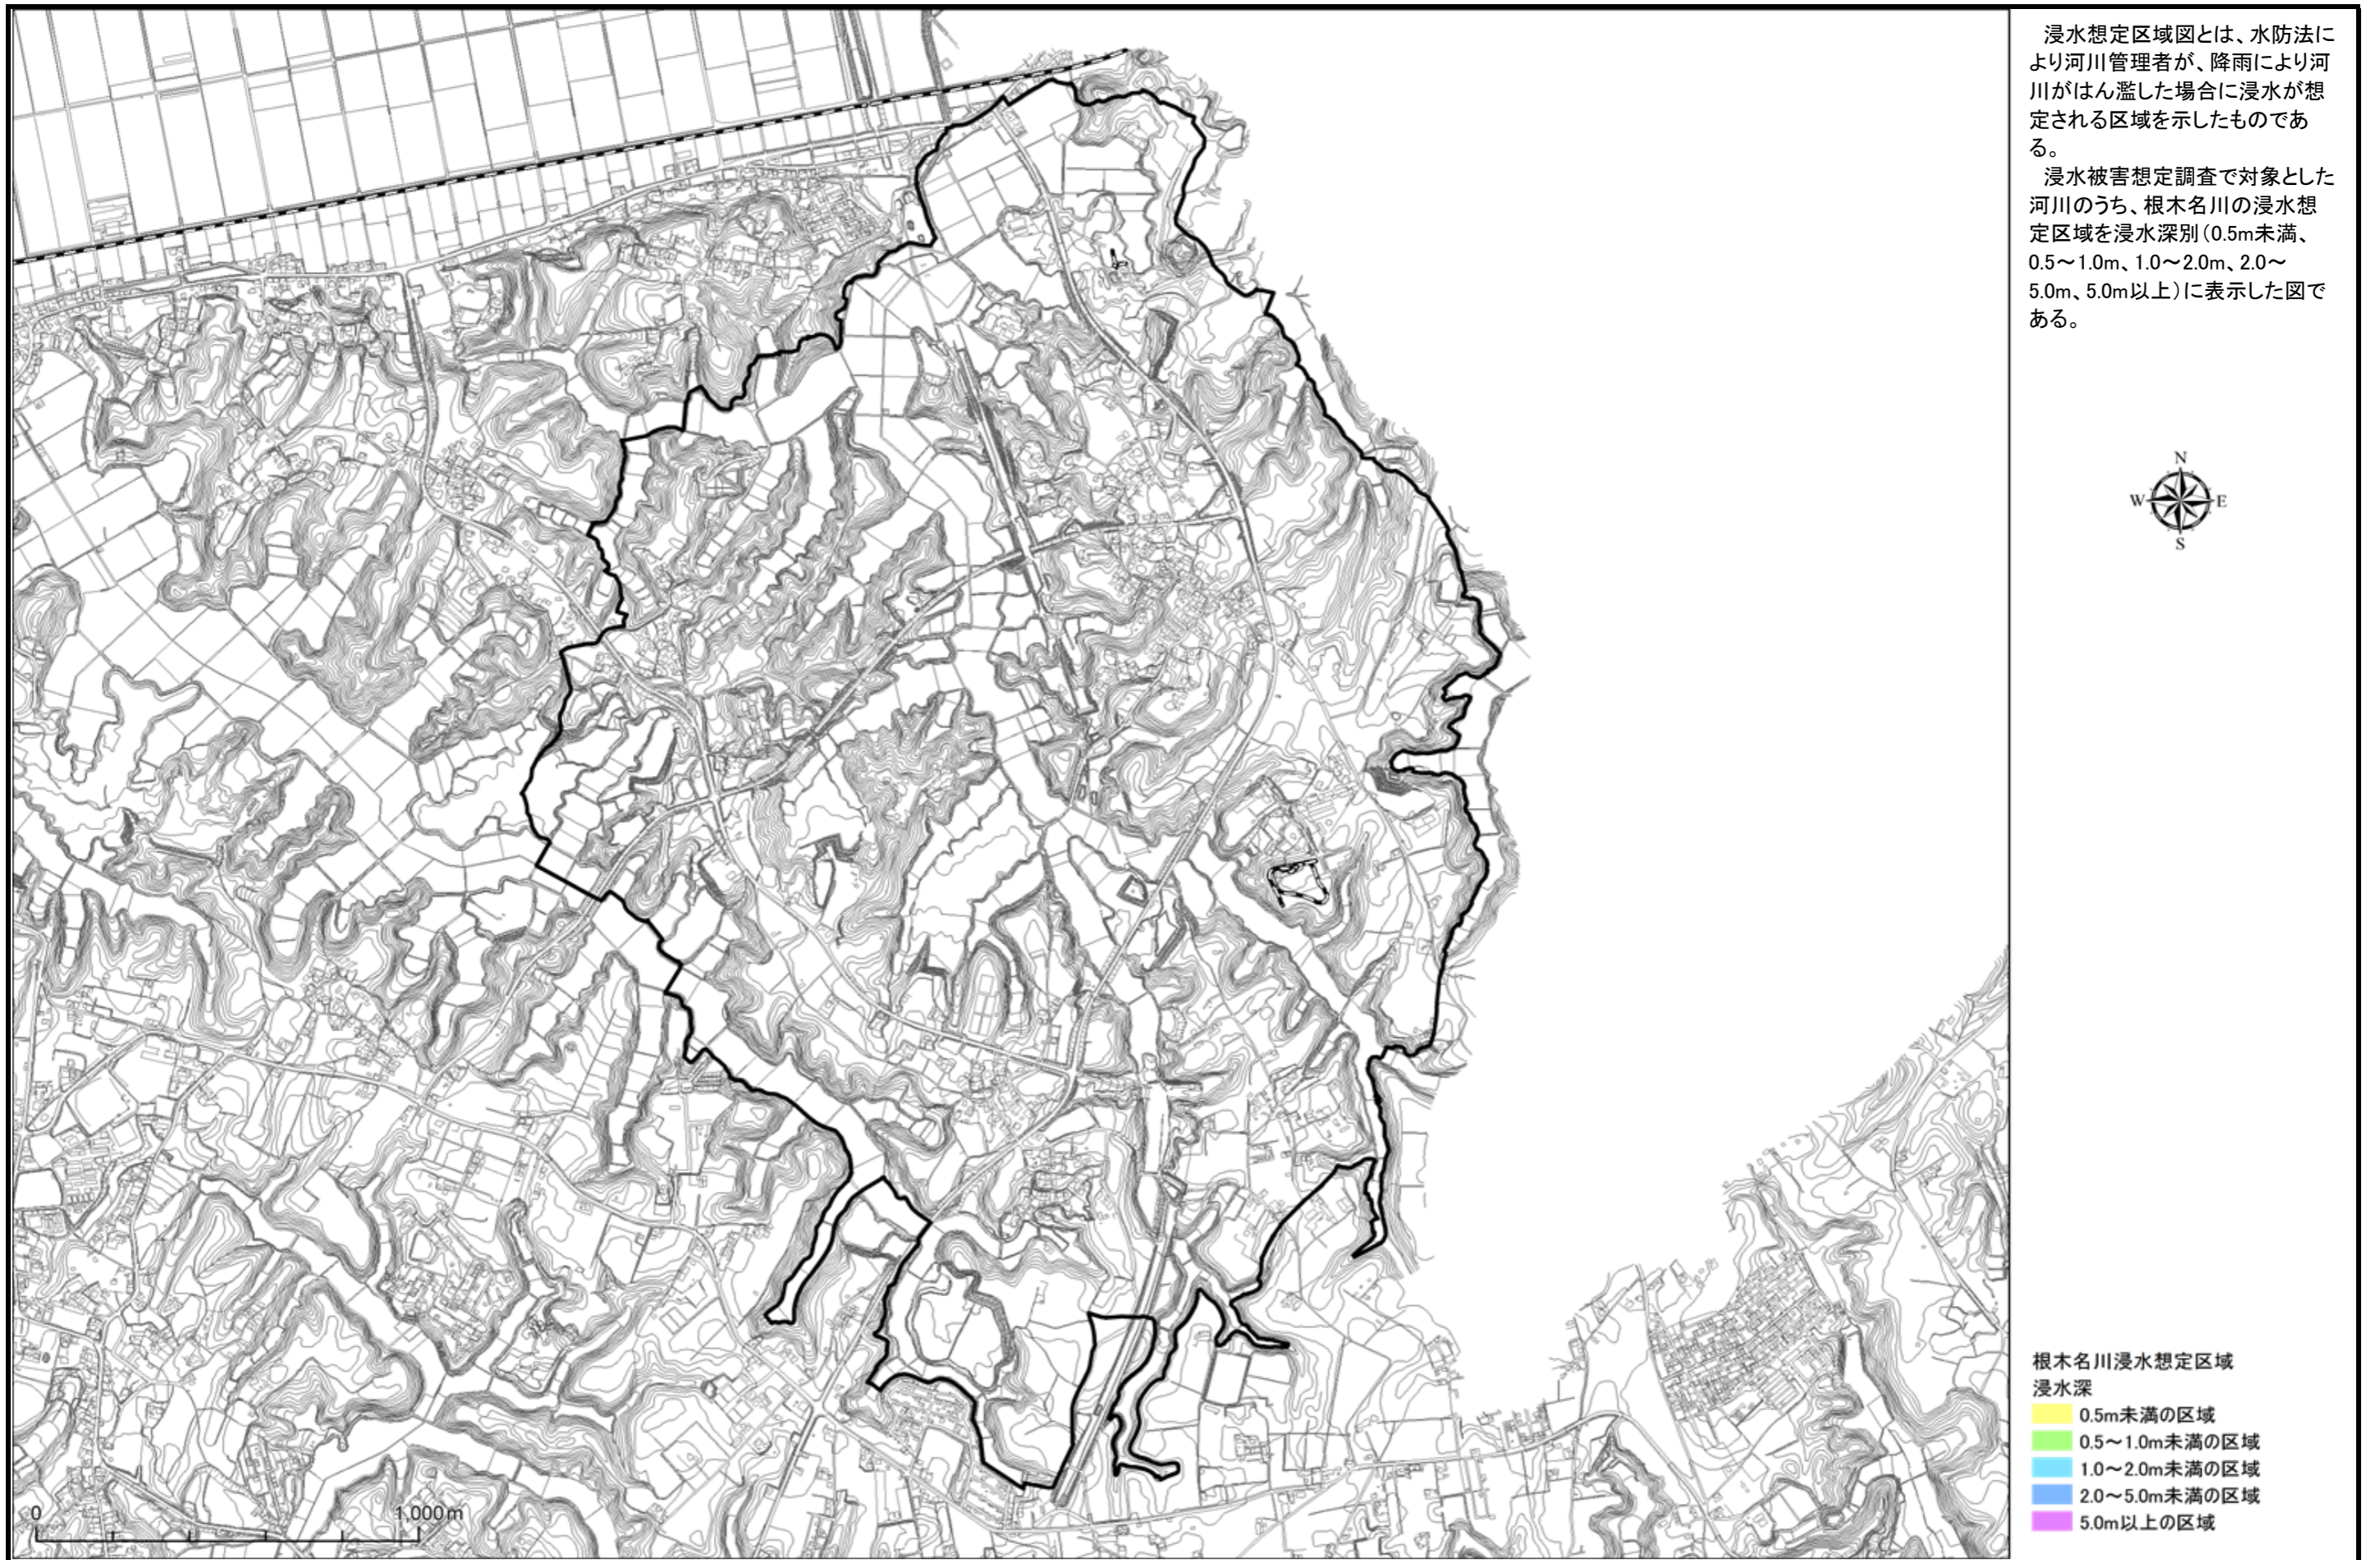 浸水想定区域図とは、水防法に
より河川管理者が、降雨により河
川がはん濫した場合に浸水が想
定される区域を示したものであ
る。
浸水被害想定調査で対象とした
河川のうち、根木名川の浸水想
定区域を浸水深別（0.5m未満、
0.5～1.0m、1.0～2.0m、2.0～
5.0m、5.0m以上）に表示した図で
ある。
N
W E
S
根木名川浸水想定区域
浸水深
0.5m未満の区域
0.5～1.0m未満の区域
1.0～2.0m未満の区域
2.0～5.0m未満の区域
5.0m以上の区域
0 1,000m